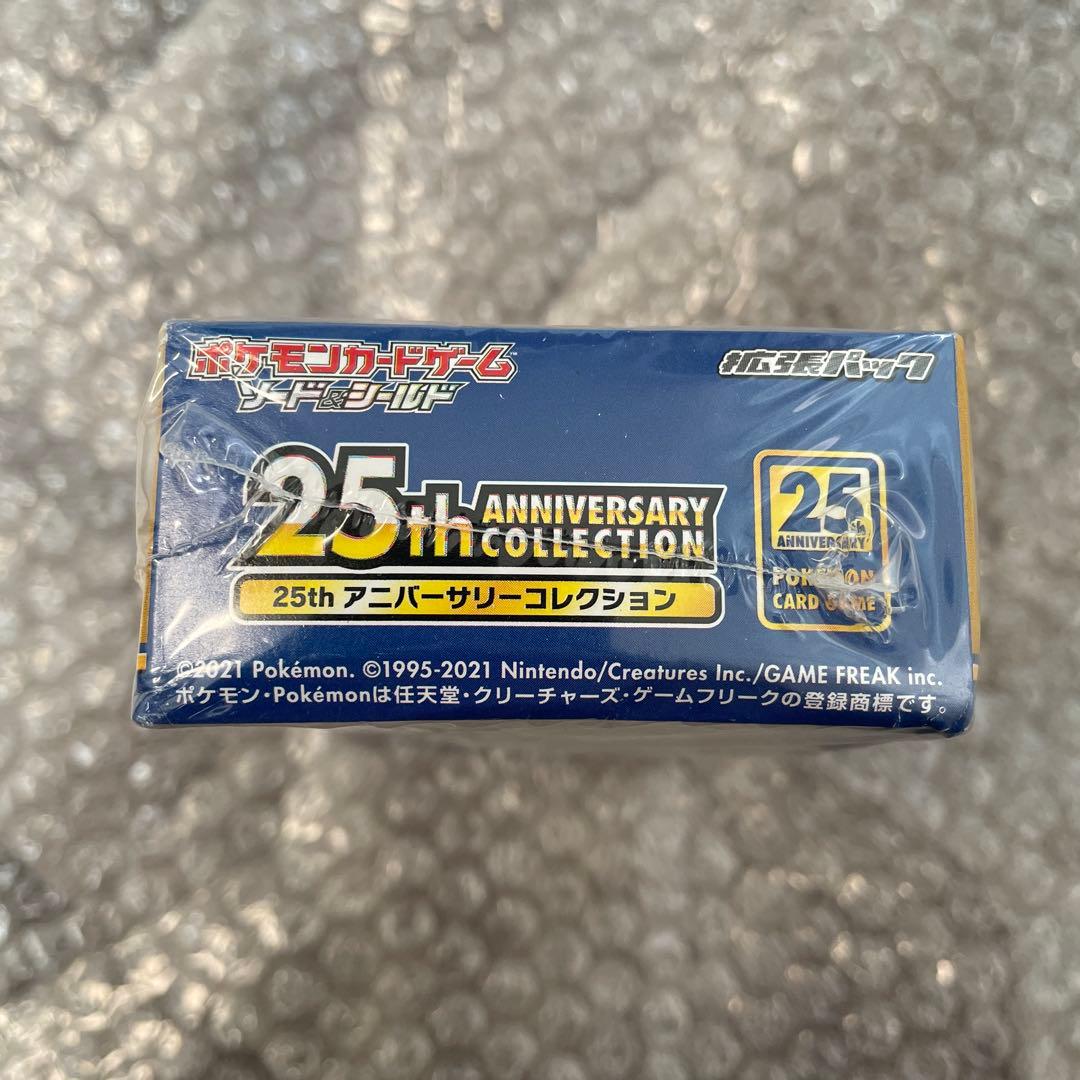 ポケモンカードゲーム™
ソード&シールド
拡張パック
25th ANNIVERSARY
COLLECTION
25th アニバーサリーコレクション
25th
ANNIVERSARY
POKÉMON
CARD GAME
©2021 Pokémon. ©1995-2021 Nintendo/Creatures Inc./GAME FREAK inc.
ポケモン・Pokémonは任天堂・クリーチャーズ・ゲームフリークの登録商標です。